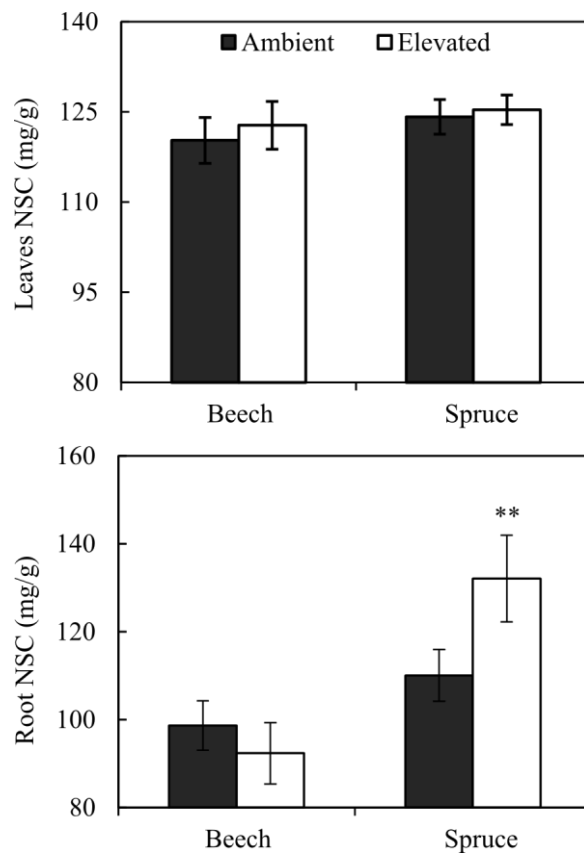 140
Ambient Elevated
125
110
95
80
Leaves NSC (mg/g)
Beech Spruce
160
140
120
100
80
Root NSC (mg/g)
**
Beech Spruce